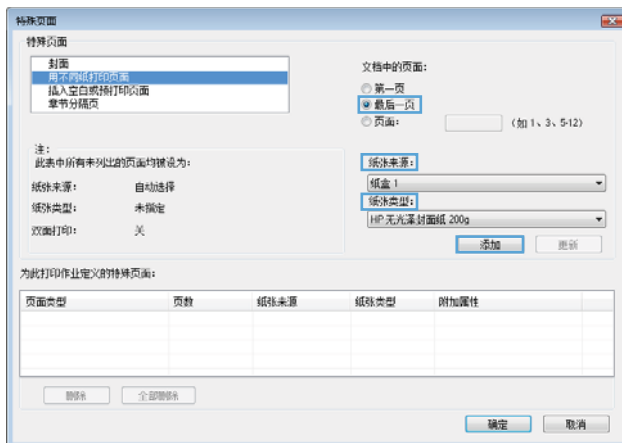 特殊页面
特殊页面
封面
用不同纸打印页面
插入空白或预打印页面
章节分隔页
文档中的页面：
第一页
最后一页
页面： (如 1、3、5-12)
注：
此表中所有未列出的页面均被设为：
纸张来源： 自动选择
纸张类型： 未指定
双面打印： 关
纸张来源：
纸盒 1
纸张类型：
HP 无光泽封面纸 200g
添加 更新
为此打印作业定义的特殊页面：
页面类型 页数 纸张来源 纸张类型 附加属性
删除 全部删除
确定 取消